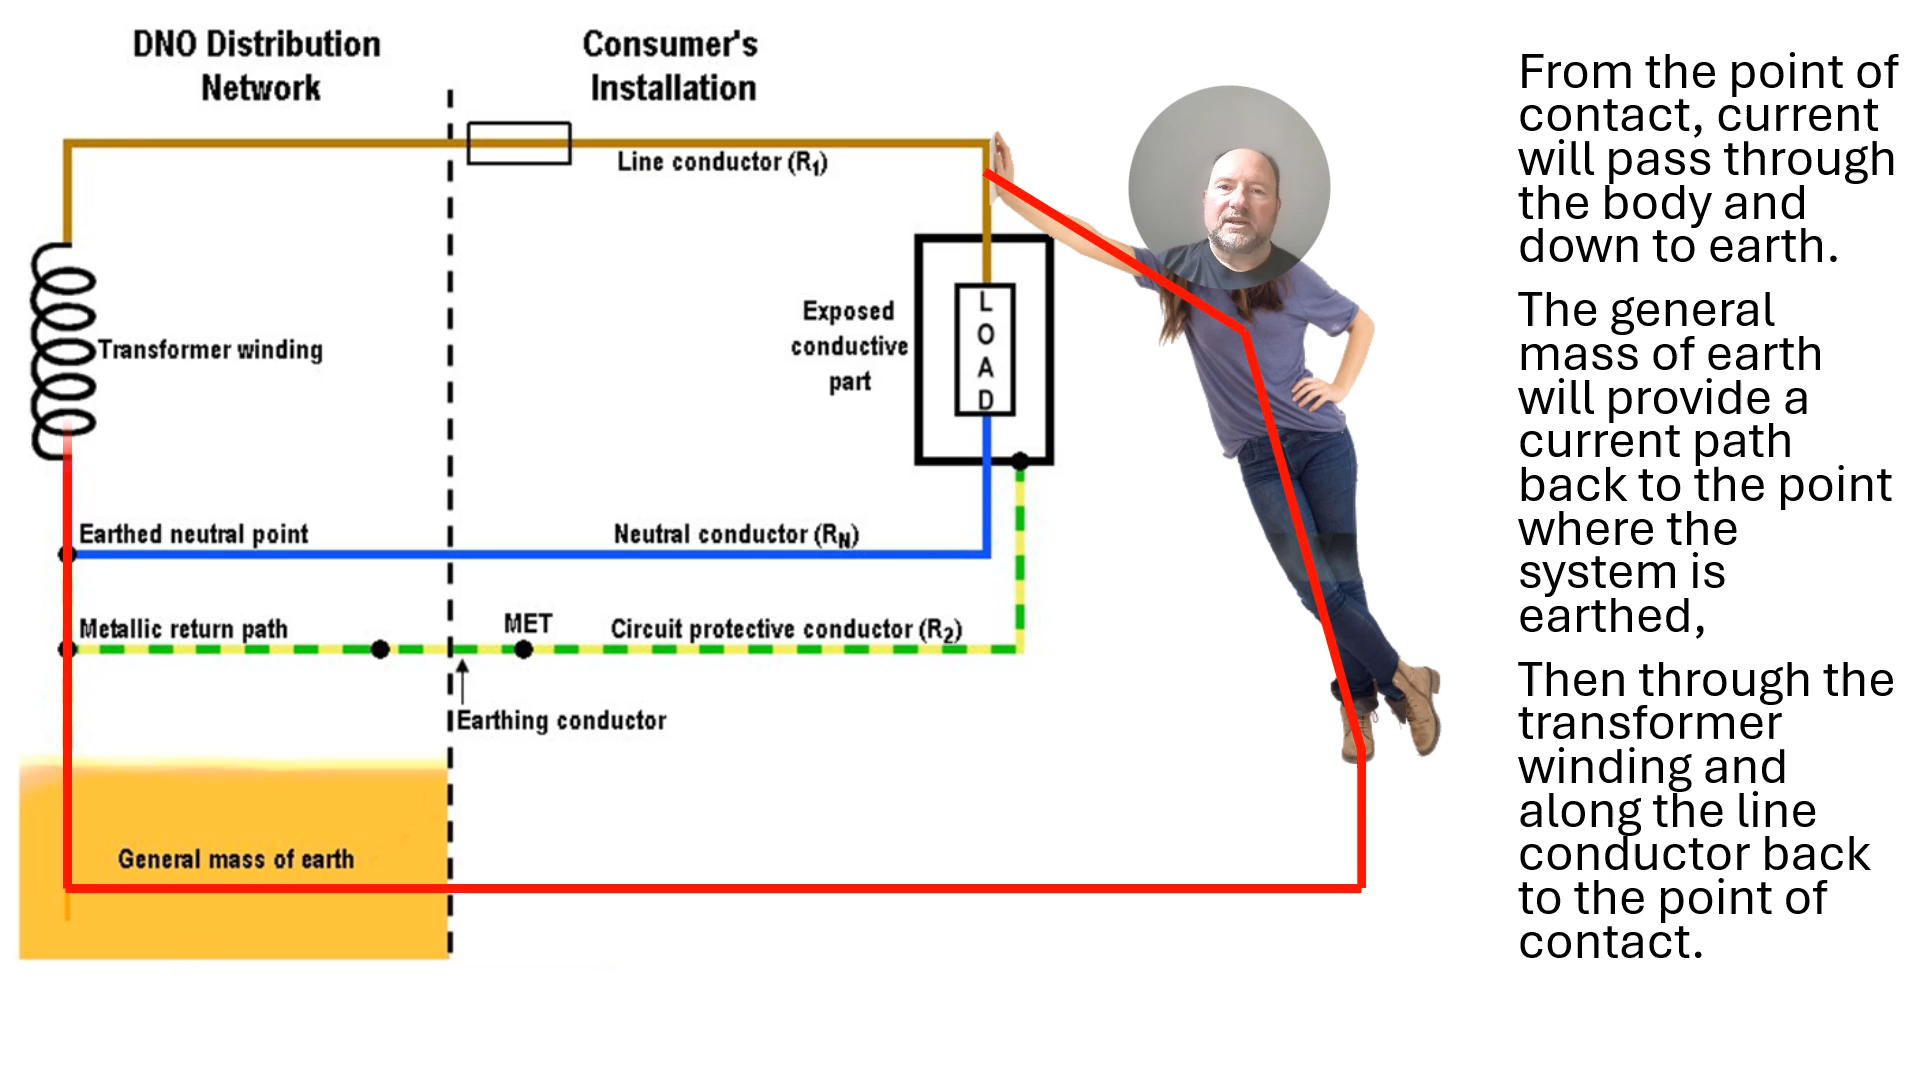 DNO Distribution
Network
Consumer's
Installation
Line conductor (R1)
Exposed
conductive
part
L
O
A
D
Transformer winding
Earthed neutral point
Neutral conductor (RN)
Metallic return path
MET
Circuit protective conductor (R2)
Earthing conductor
General mass of earth
From the point of
contact, current
will pass through
the body and
down to earth.
The general
mass of earth
will provide a
current path
back to the point
where the
system is
earthed,
Then through the
transformer
winding and
along the line
conductor back
to the point of
contact.